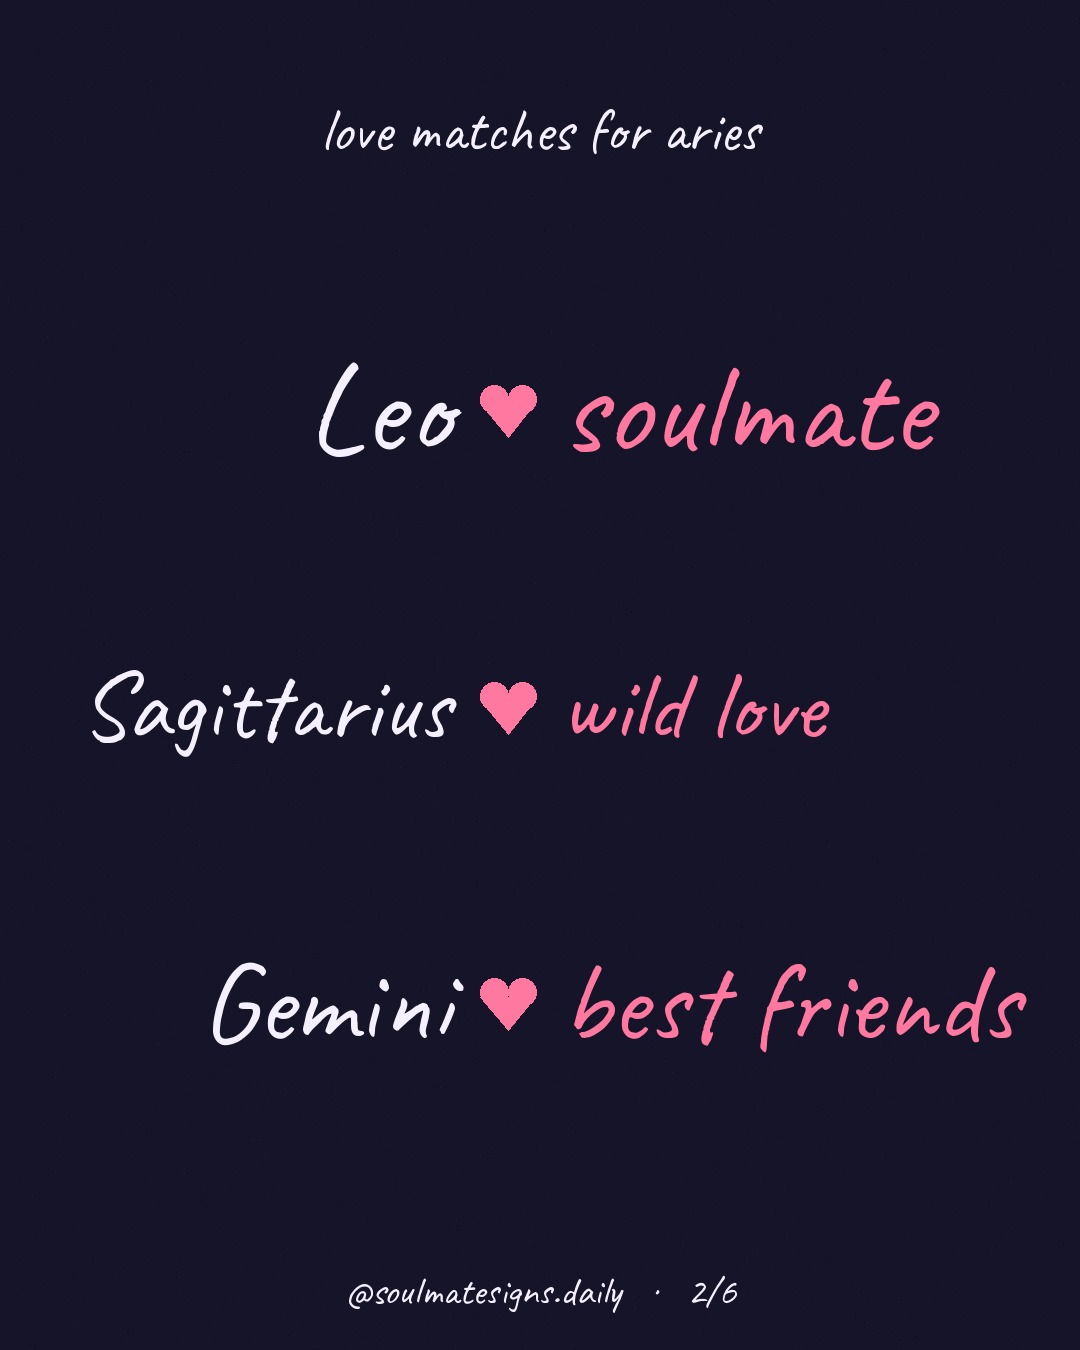 love matches for aries
Leo ♥ soulmate
Sagittarius ♥ wild love
Gemini ♥ best friends
@soulmatesigns.daily · 2/6